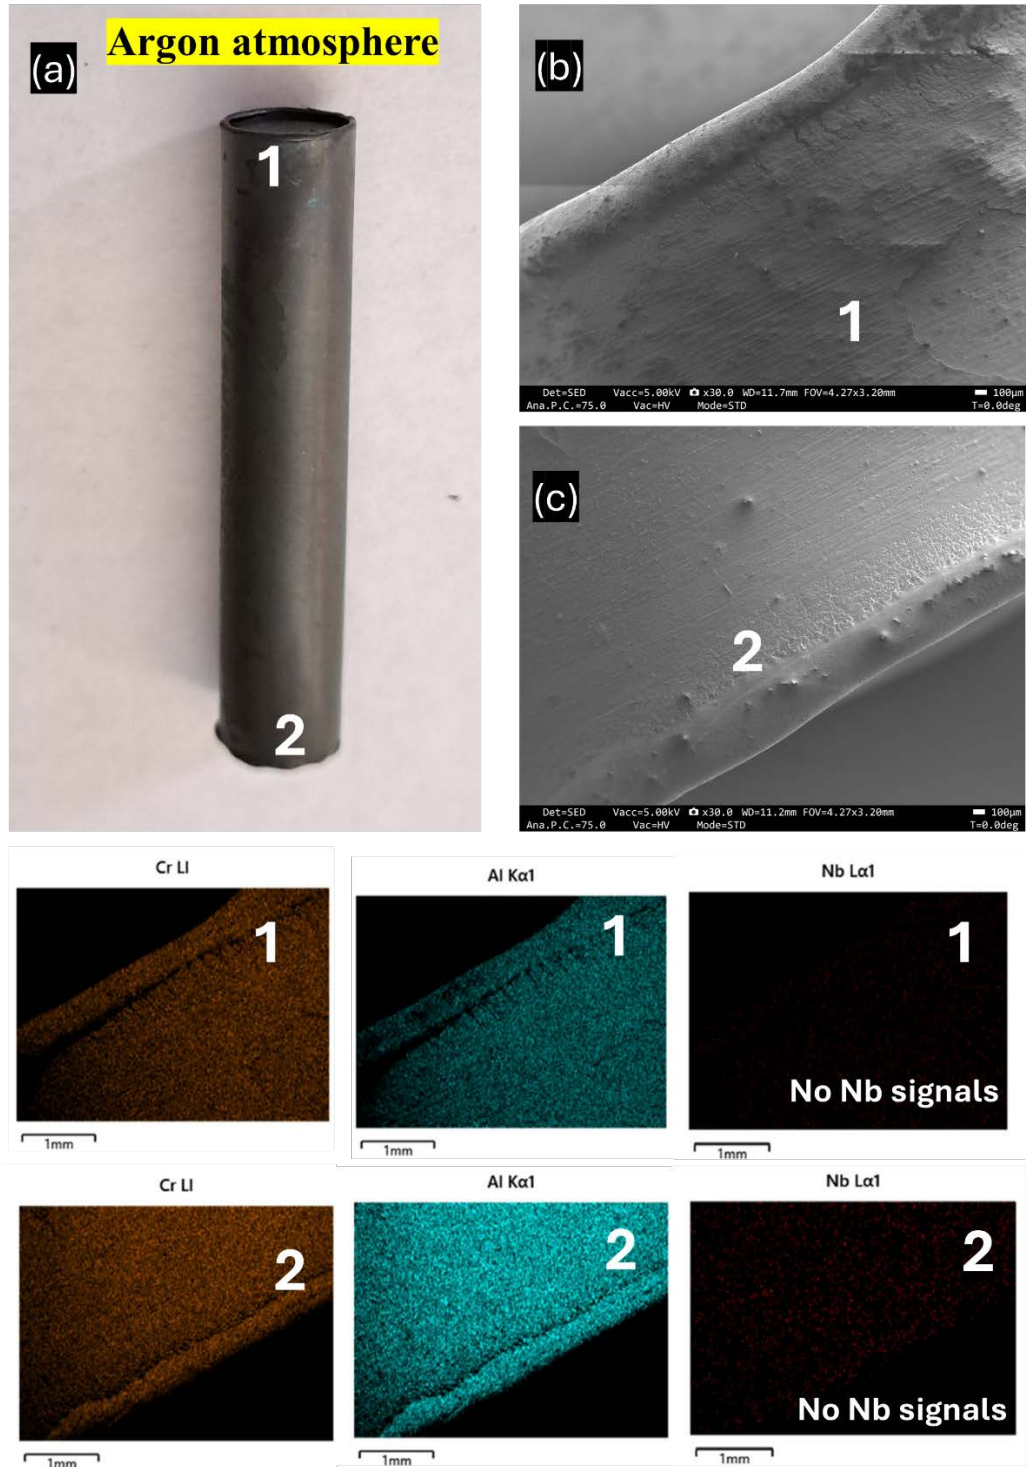 Argon atmosphere
(a)
1
2
(b)
1
Det=SED Vacc=5.00kV x30.0 WD=11.7mm FOV=4.27x3.20mm 100μm
Ana.P.C.=75.0 Vac=HV Mode=STD T=0.0deg
(c)
2
Det=SED Vacc=5.00kV x30.0 WD=11.2mm FOV=4.27x3.20mm 100μm
Ana.P.C.=75.0 Vac=HV Mode=STD T=0.0deg
Cr Ll
1
1mm
Al Kα1
1
1mm
Nb Lα1
1
No Nb signals
1mm
Cr Ll
2
1mm
Al Kα1
2
1mm
Nb Lα1
2
No Nb signals
1mm